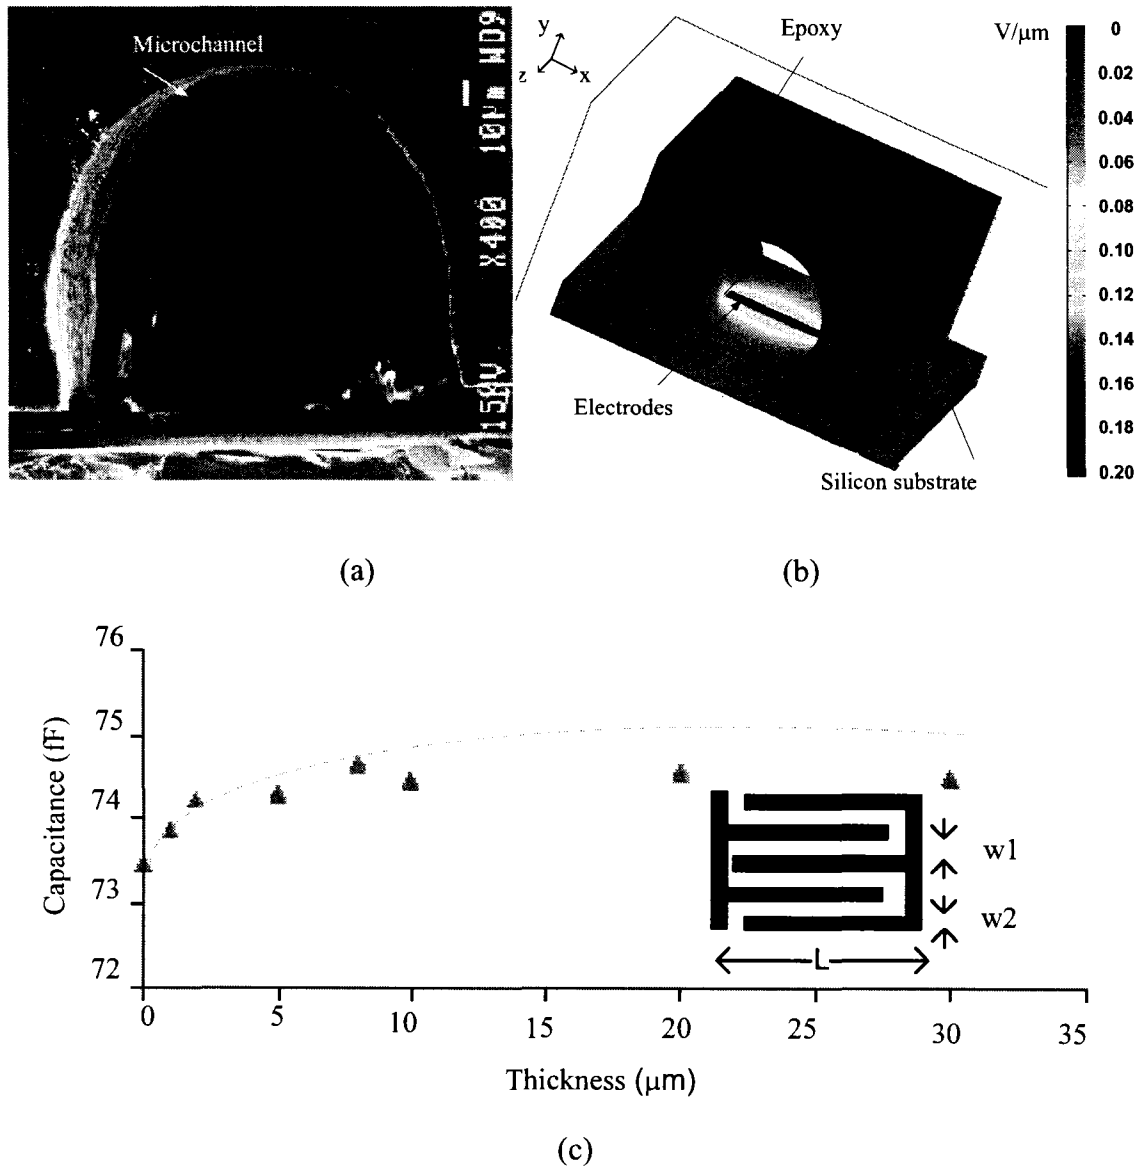 Microchannel
15kV X400 10µm WD9
y
z
x
Epoxy
V/µm
0
0.02
0.04
0.06
0.08
0.10
0.12
0.14
0.16
0.18
0.20
Electrodes
Silicon substrate
(a)
(b)
76
75
74
73
72
Capacitance (fF)
w1
w2
L
0 5 10 15 20 25 30 35
Thickness (µm)
(c)